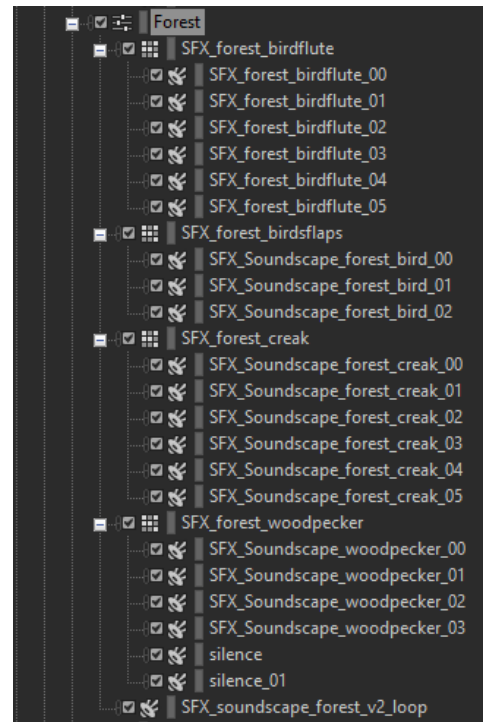 Forest
SFX_forest_birdflute
SFX_forest_birdflute_00
SFX_forest_birdflute_01
SFX_forest_birdflute_02
SFX_forest_birdflute_03
SFX_forest_birdflute_04
SFX_forest_birdflute_05
SFX_forest_birdsflaps
SFX_Soundscape_forest_bird_00
SFX_Soundscape_forest_bird_01
SFX_Soundscape_forest_bird_02
SFX_forest_creak
SFX_Soundscape_forest_creak_00
SFX_Soundscape_forest_creak_01
SFX_Soundscape_forest_creak_02
SFX_Soundscape_forest_creak_03
SFX_Soundscape_forest_creak_04
SFX_Soundscape_forest_creak_05
SFX_forest_woodpecker
SFX_Soundscape_woodpecker_00
SFX_Soundscape_woodpecker_01
SFX_Soundscape_woodpecker_02
SFX_Soundscape_woodpecker_03
silence
silence_01
SFX_soundscape_forest_v2_loop